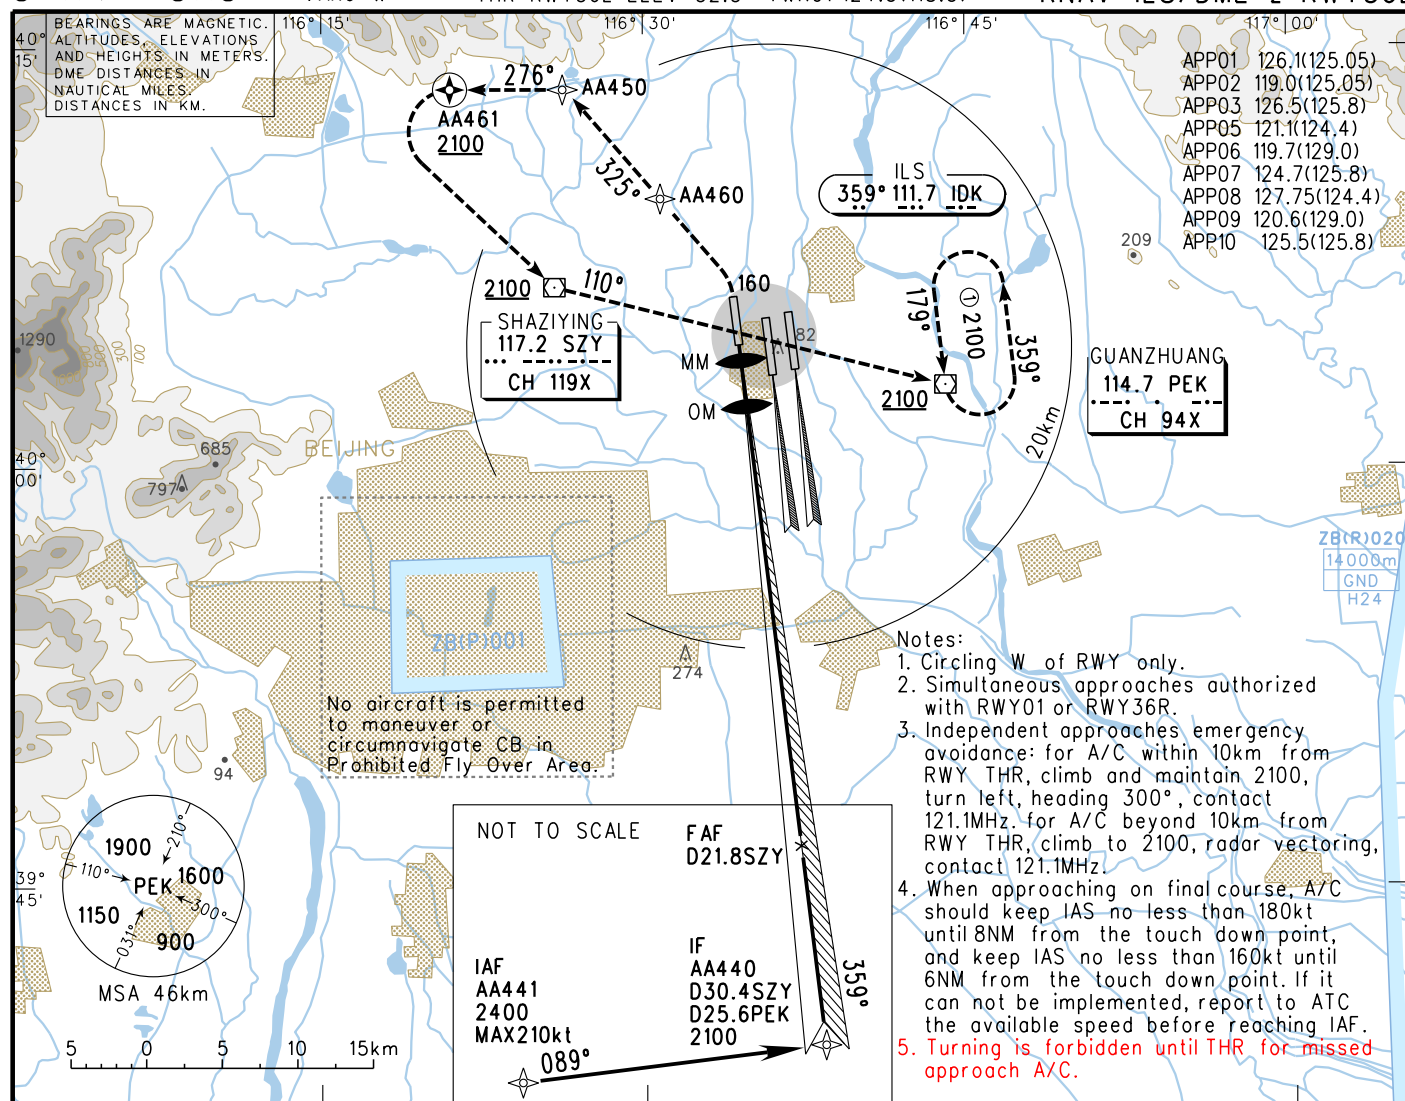 BEARINGS ARE MAGNETIC.
ALTITUDES, ELEVATIONS
AND HEIGHTS IN METERS.
DME DISTANCES IN
NAUTICAL MILES.
DISTANCES IN KM.
116°15'
116°30'
116°45'
117°00'
40°
15'
APP01 126.1(125.05)
APP02 119.0(125.05)
APP03 126.5(125.8)
APP05 121.1(124.4)
APP06 119.7(129.0)
APP07 124.7(125.8)
APP08 127.75(124.4)
APP09 120.6(129.0)
APP10 125.5(125.8)
276°
AA450
AA461
2100
325°
AA460
ILS
359° 111.7 IDK
209
2100
110°
160
179°
① 2100
359°
SHAZIYING
117.2 SZY
CH 119X
MM
OM
82
2100
GUANZHUANG
114.7 PEK
CH 94X
20km
1290
500
300
100
685
797
BEIJING
40°
00'
ZB(P)001
274
ZB(R)020
14000m
GND
H24
No aircraft is permitted
to maneuver or
circumnavigate CB in
Prohibited Fly Over Area.
94
Notes:
1. Circling W of RWY only.
2. Simultaneous approaches authorized
with RWY01 or RWY36R.
3. Independent approaches emergency
avoidance: for A/C within 10km from
RWY THR, climb and maintain 2100,
turn left, heading 300°, contact
121.1MHz. for A/C beyond 10km from
RWY THR, climb to 2100, radar vectoring,
contact 121.1MHz.
4. When approaching on final course, A/C
should keep IAS no less than 180kt
until 8NM from the touch down point,
and keep IAS no less than 160kt until
6NM from the touch down point. If it
can not be implemented, report to ATC
the available speed before reaching IAF.
5. Turning is forbidden until THR for missed
approach A/C.
39°
45'
1900
210°
110°
PEK
1600
1150
300°
031°
900
MSA 46km
5 0 5 10 15km
NOT TO SCALE
FAF
D21.8SZY
IAF
AA441
2400
MAX210kt
089°
IF
AA440
D30.4SZY
D25.6PEK
2100
359°